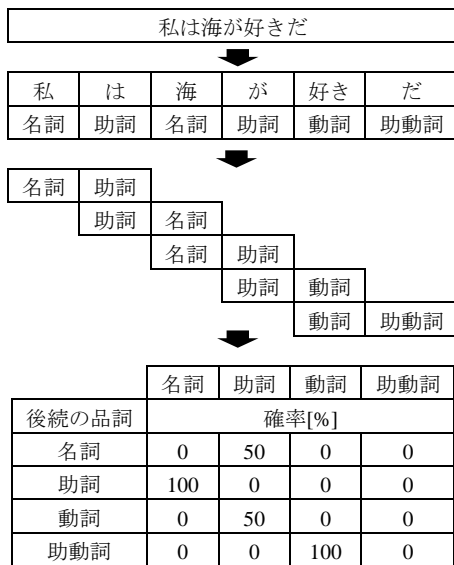 私は海が好きだ
私 は 海 が 好き だ
名詞 助詞 名詞 助詞 動詞 助動詞
名詞 助詞
助詞 名詞
名詞 助詞
助詞 動詞
動詞 助動詞
名詞 助詞 動詞 助動詞
後続の品詞 確率[%]
名詞 0 50 0 0
助詞 100 0 0 0
動詞 0 50 0 0
助動詞 0 0 100 0